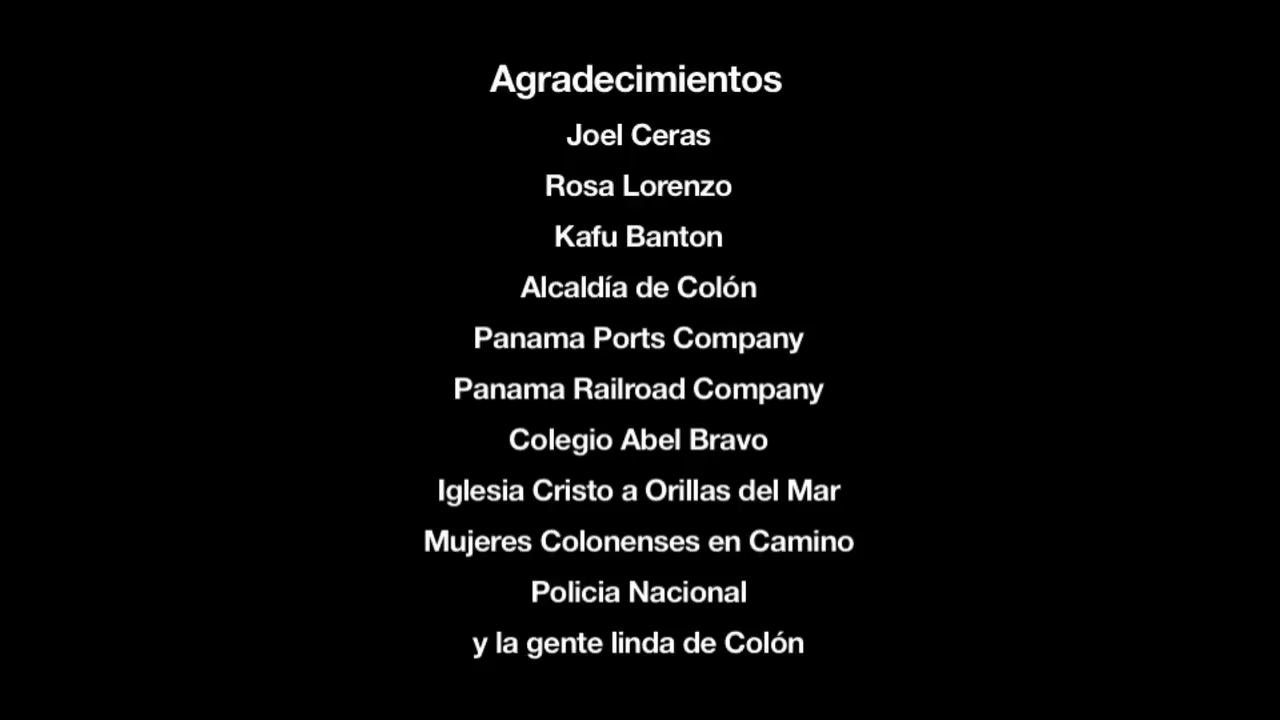 Agradecimientos
Joel Ceras
Rosa Lorenzo
Kafu Banton
Alcaldía de Colón
Panama Ports Company
Panama Railroad Company
Colegio Abel Bravo
Iglesia Cristo a Orillas del Mar
Mujeres Colonenses en Camino
Policia Nacional
y la gente linda de Colón